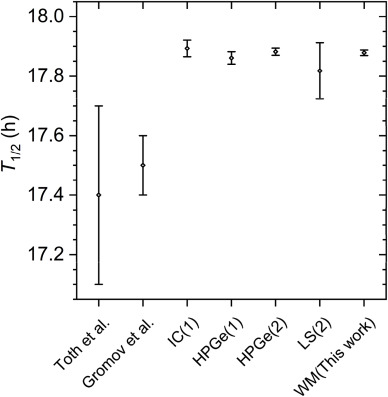 18.0
17.8
17.6
17.4
17.2
T1/2 (h)
Toth et al.
Gromov et al.
IC(1)
HPGe(1)
HPGe(2)
LS(2)
WM(This work)